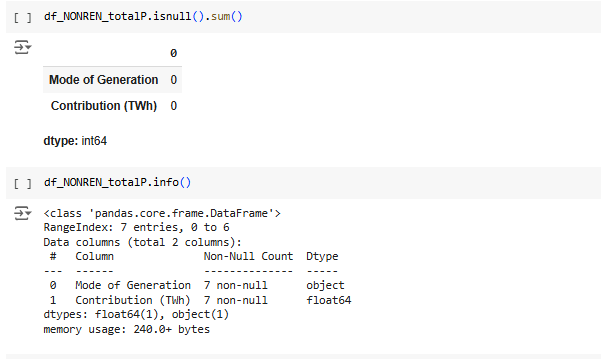 [ ] df_NONREN_totalP.isnull().sum()
0
Mode of Generation 0
Contribution (TWh) 0
dtype: int64
[ ] df_NONREN_totalP.info()
<class 'pandas.core.frame.DataFrame'>
RangeIndex: 7 entries, 0 to 6
Data columns (total 2 columns):
 #   Column              Non-Null Count  Dtype
---  ------              --------------  -----
 0   Mode of Generation  7 non-null      object
 1   Contribution (TWh)  7 non-null      float64
dtypes: float64(1), object(1)
memory usage: 240.0+ bytes